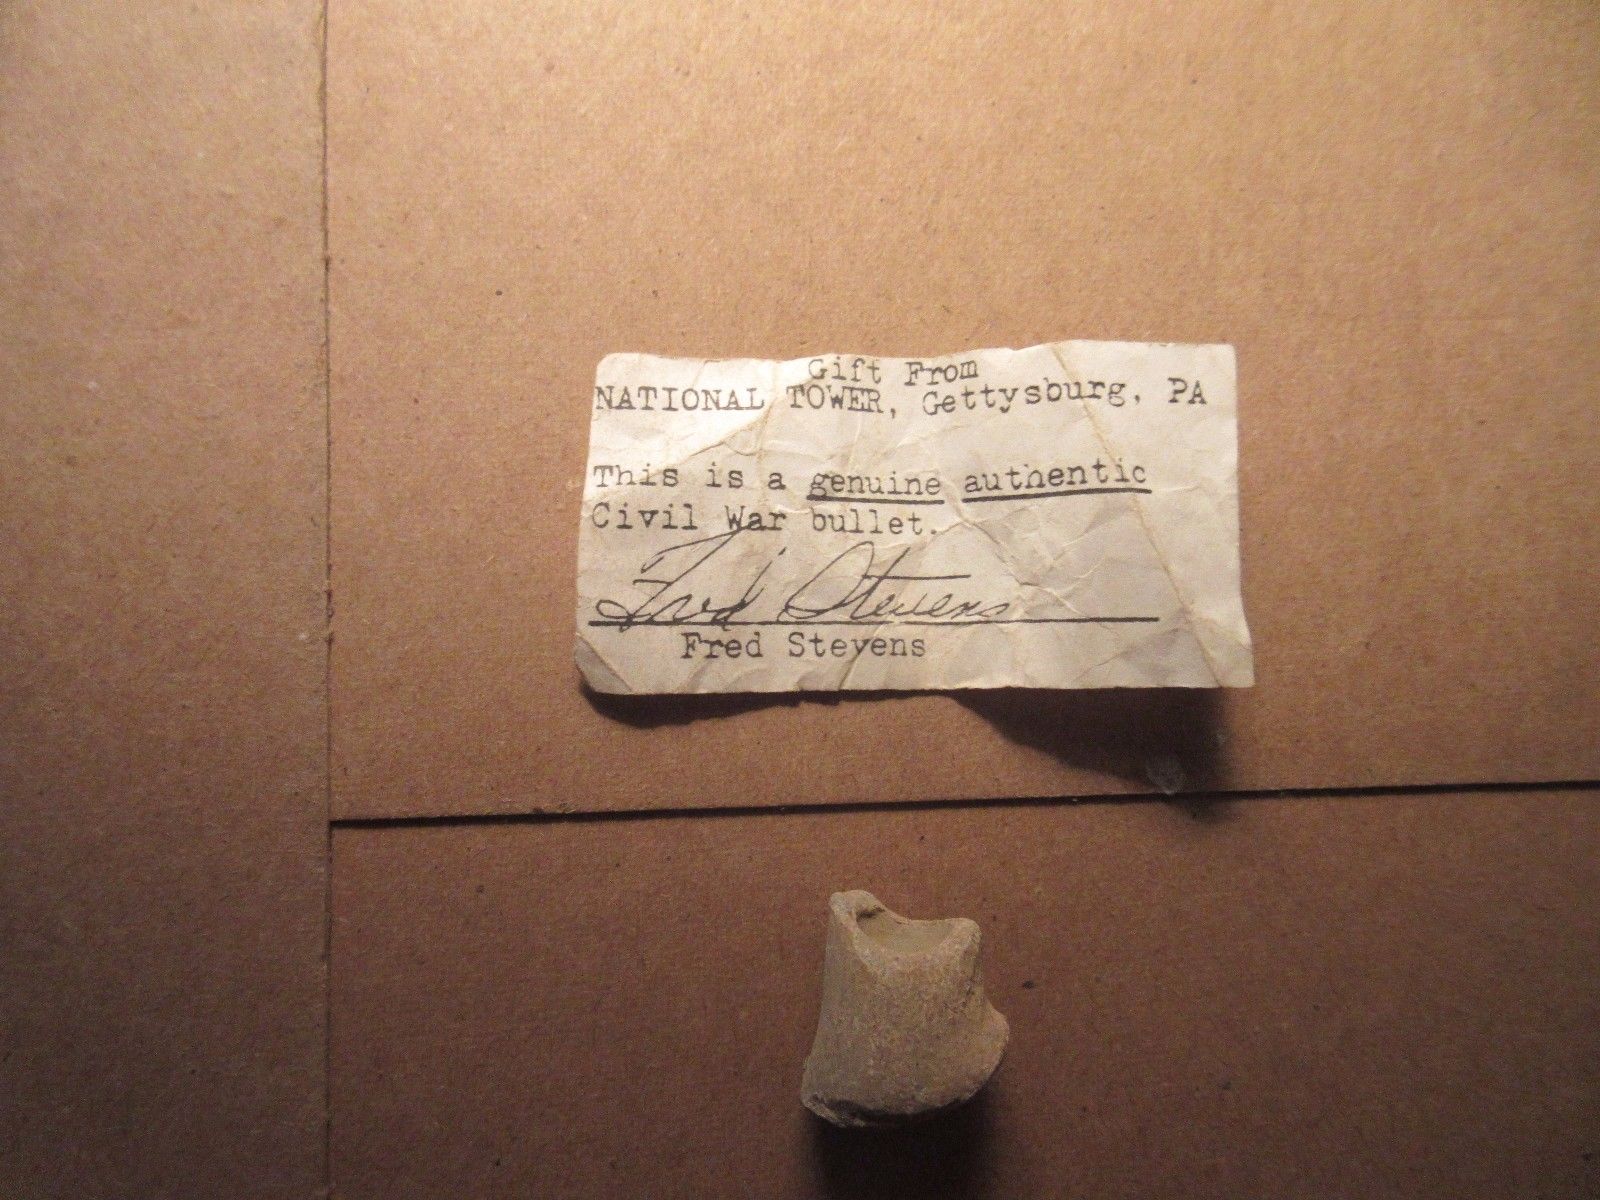 Gift From
NATIONAL TOWER, Gettysburg, PA
This is a genuine authentic
Civil War bullet.
Fred Stevens
Fred Stevens